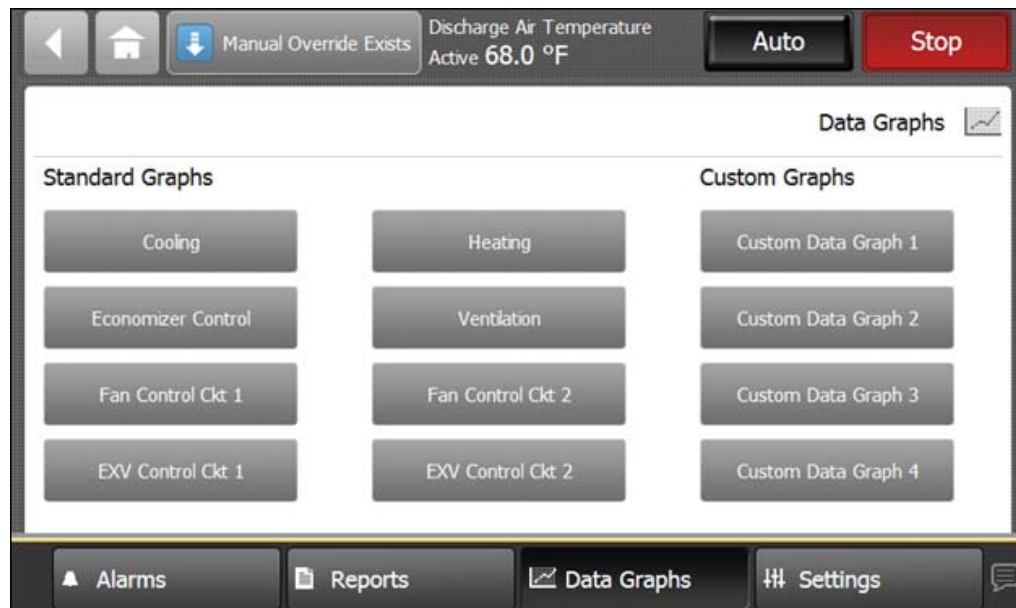 Manual Override Exists
Discharge Air Temperature
Active 68.0 °F
Auto
Stop
Data Graphs
Standard Graphs
Custom Graphs
Cooling
Heating
Custom Data Graph 1
Economizer Control
Ventilation
Custom Data Graph 2
Fan Control Ckt 1
Fan Control Ckt 2
Custom Data Graph 3
EXV Control Ckt 1
EXV Control Ckt 2
Custom Data Graph 4
Alarms
Reports
Data Graphs
Settings